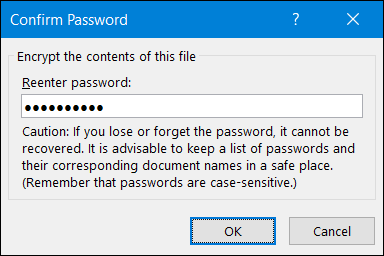 Confirm Password
Encrypt the contents of this file
Reenter password:
••••••••••
Caution: If you lose or forget the password, it cannot be
recovered. It is advisable to keep a list of passwords and
their corresponding document names in a safe place.
(Remember that passwords are case-sensitive.)
OK Cancel